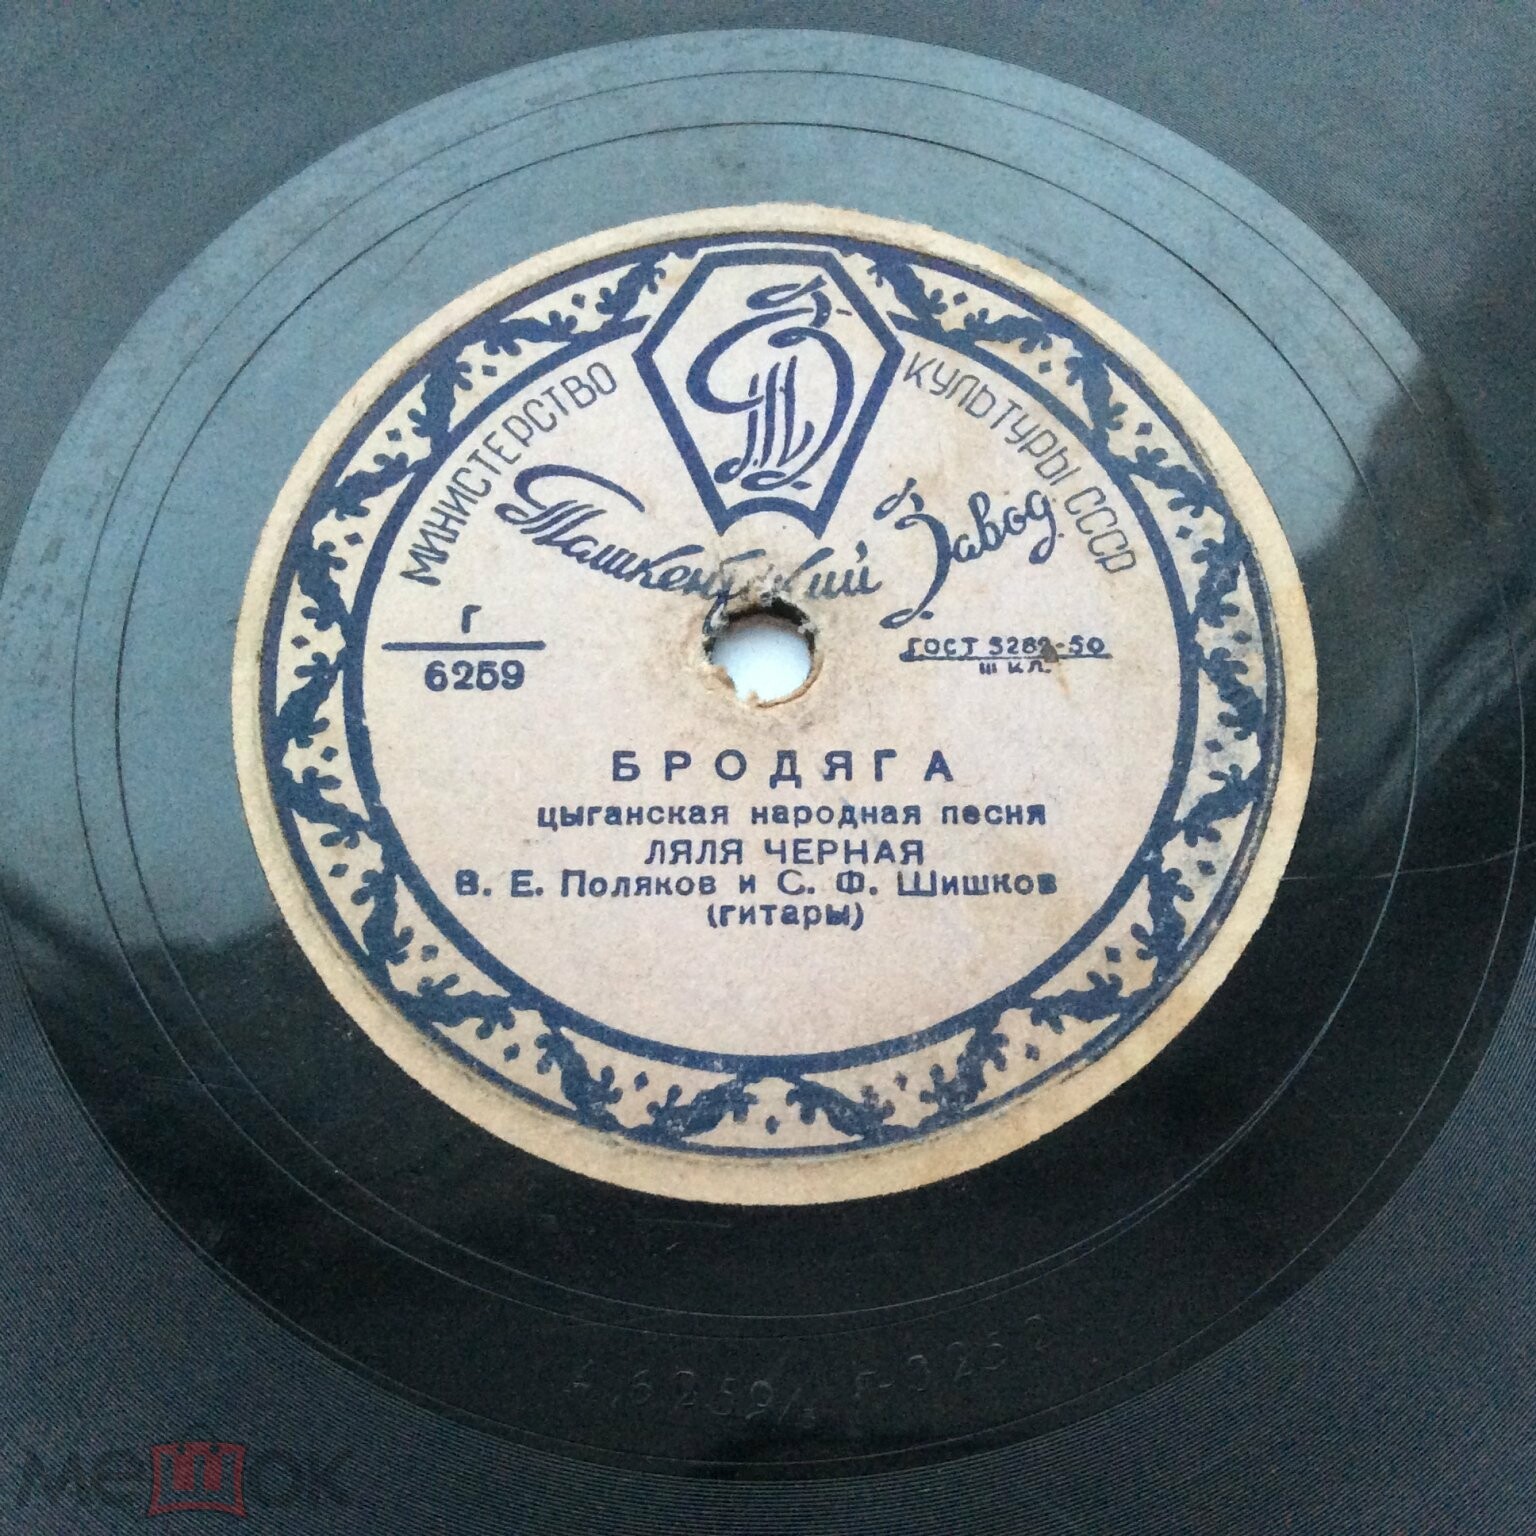 МИНИСТЕРСТВО КУЛЬТУРЫ СССР
Ташкентский Завод
Г
6259
ГОСТ 5289-50
III КЛ.
БРОДЯГА
цыганская народная песня
ЛЯЛЯ ЧЕРНАЯ
В. Е. Поляков и С. Ф. Шишков
(гитары)
мешок